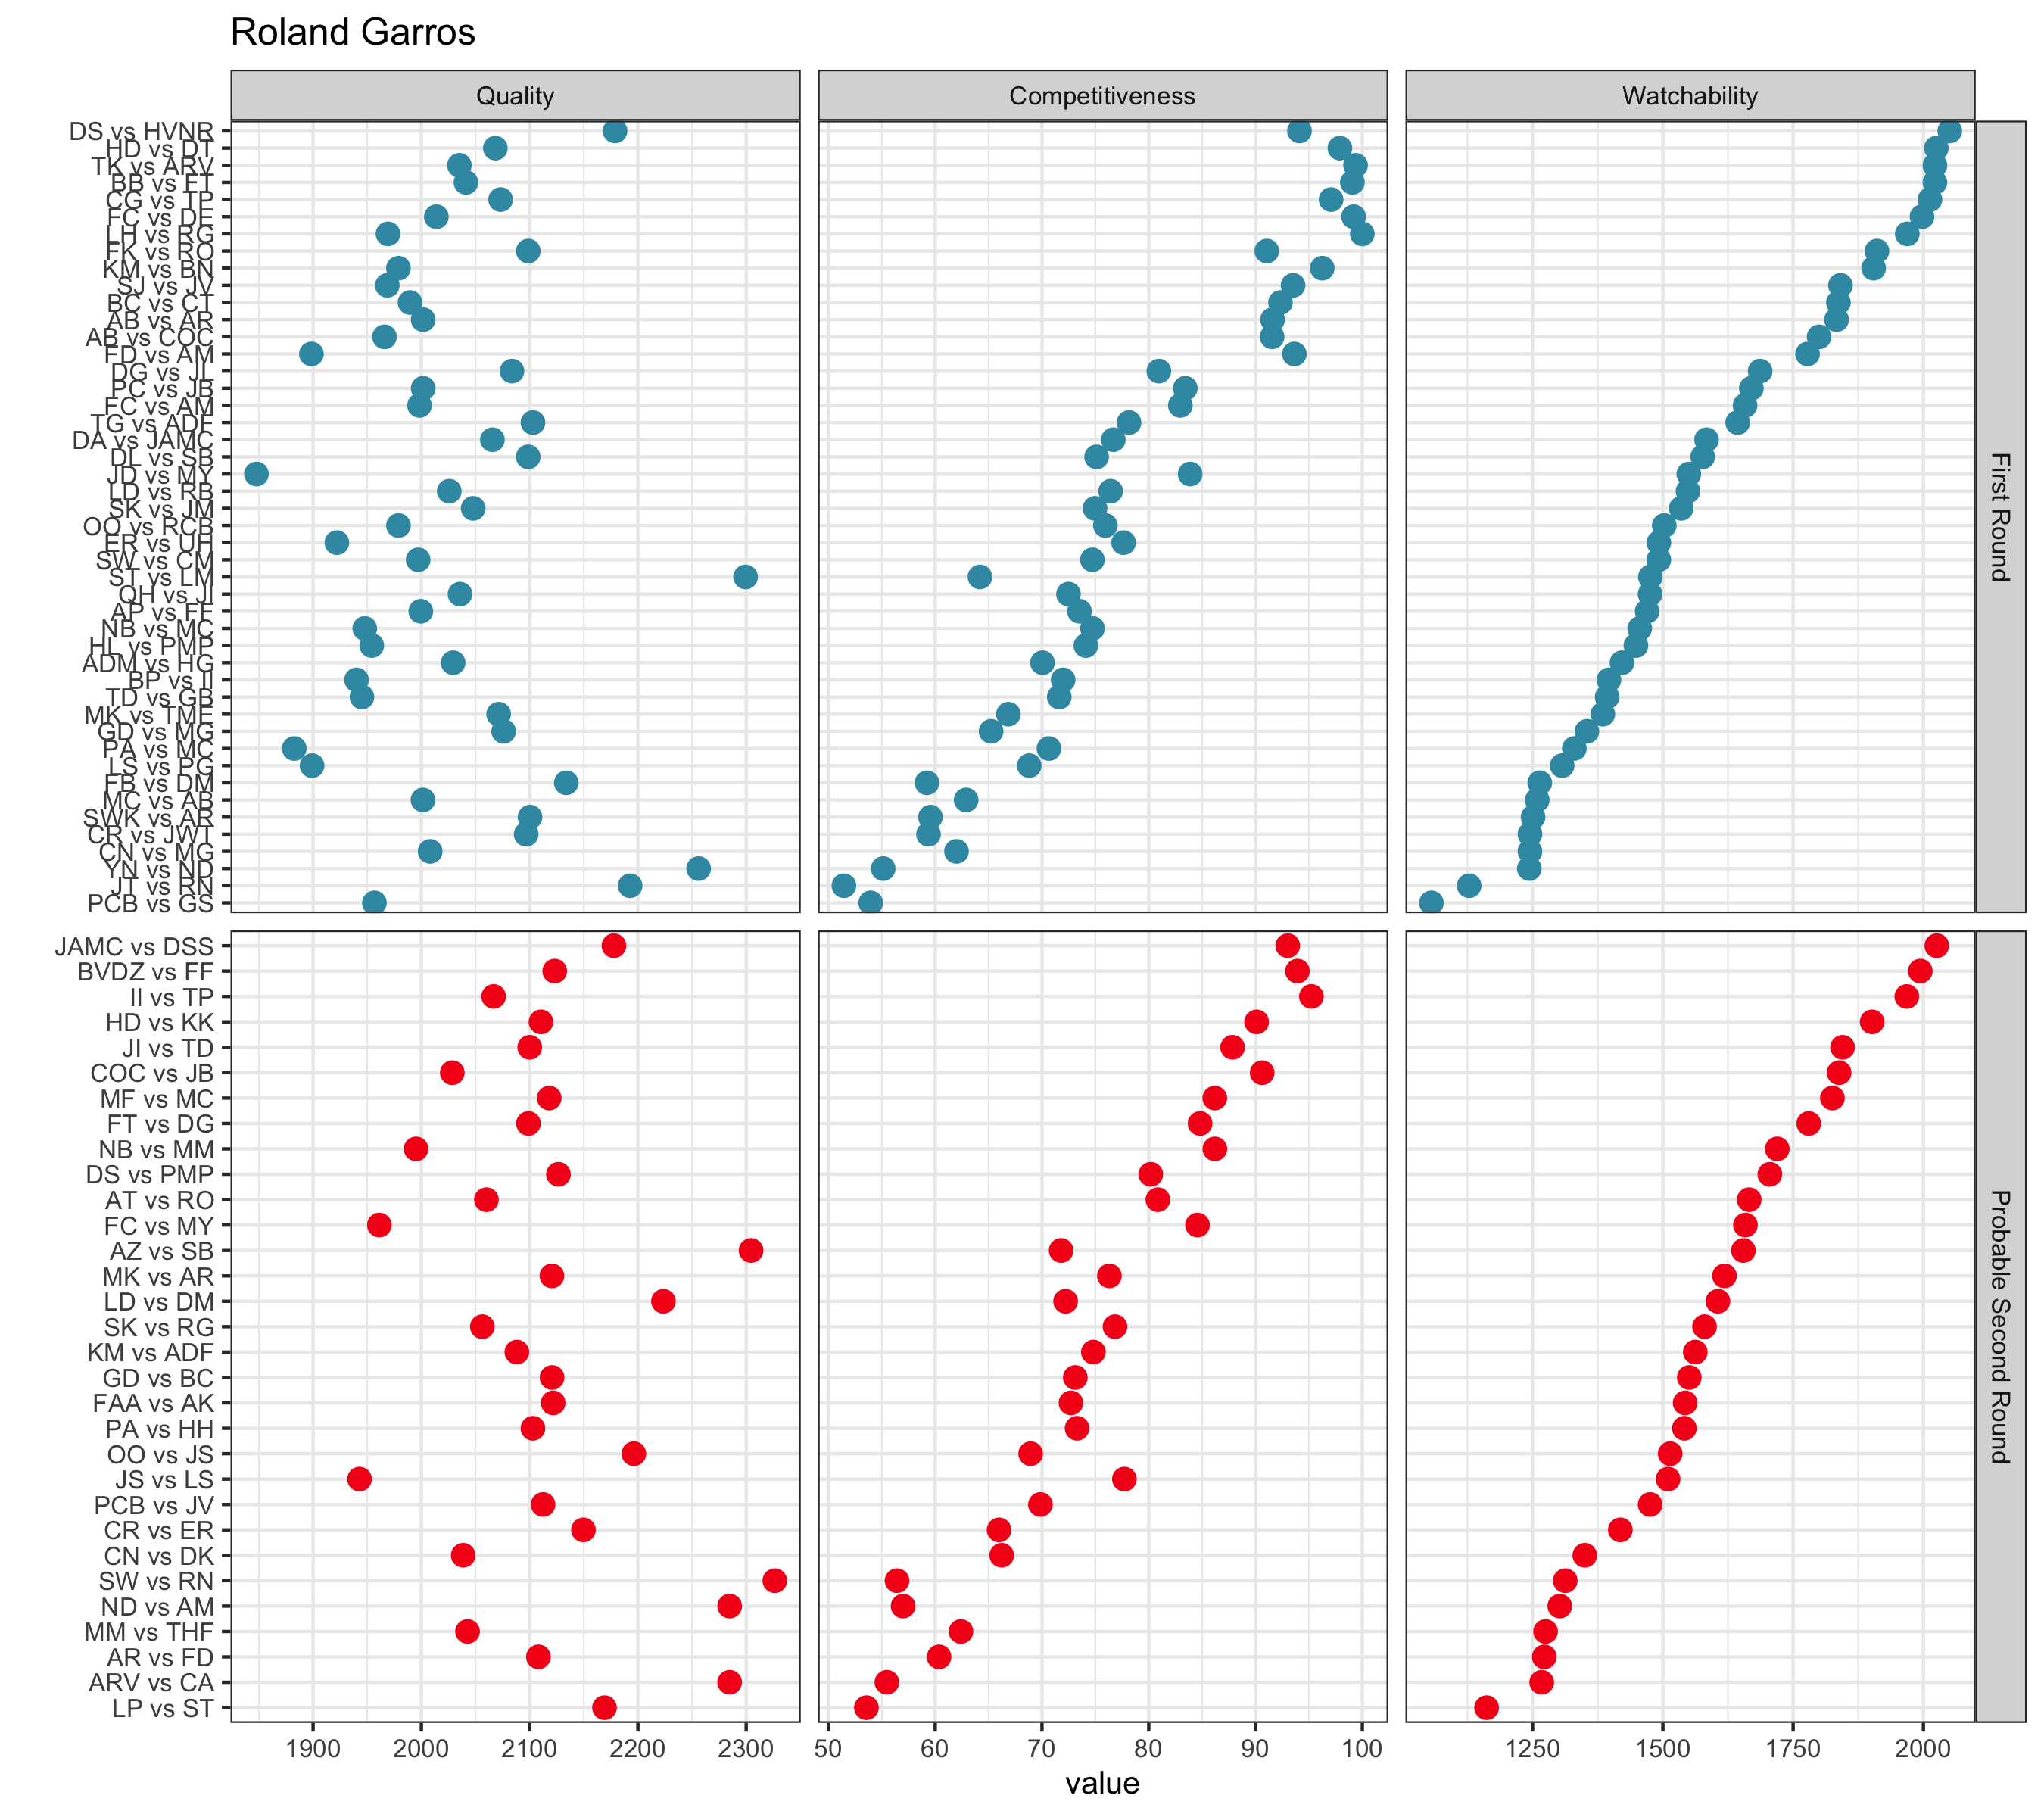 Roland Garros
Quality
Competitiveness
Watchability
DS vs HVNR
HD vs DT
TK vs ARV
BB vs FT
CG vs TP
FC vs DE
LH vs RG
FK vs RO
KM vs BN
SJ vs JV
BC vs CT
AB vs AR
AB vs COC
FD vs AM
DG vs JL
PC vs JB
FC vs AM
TG vs ADF
DA vs JAMC
DL vs SB
JD vs MY
LD vs RB
SK vs JM
OO vs RCB
ER vs UH
SW vs CM
ST vs LM
QH vs JI
AP vs FF
NB vs MC
HL vs PMP
ADM vs HG
BP vs II
TD vs GB
MK vs TME
GD vs MG
PA vs MC
LS vs PG
FB vs DM
MC vs AB
SWK vs AR
CR vs JWT
CN vs MG
YN vs ND
JT vs RN
PCB vs GS
First Round
JAMC vs DSS
BVDZ vs FF
II vs TP
HD vs KK
JI vs TD
COC vs JB
MF vs MC
FT vs DG
NB vs MM
DS vs PMP
AT vs RO
FC vs MY
AZ vs SB
MK vs AR
LD vs DM
SK vs RG
KM vs ADF
GD vs BC
FAA vs AK
PA vs HH
OO vs JS
JS vs LS
PCB vs JV
CR vs ER
CN vs DK
SW vs RN
ND vs AM
MM vs THF
AR vs FD
ARV vs CA
LP vs ST
Probable Second Round
1900 2000 2100 2200 2300
50 60 70 80 90 100
1250 1500 1750 2000
value